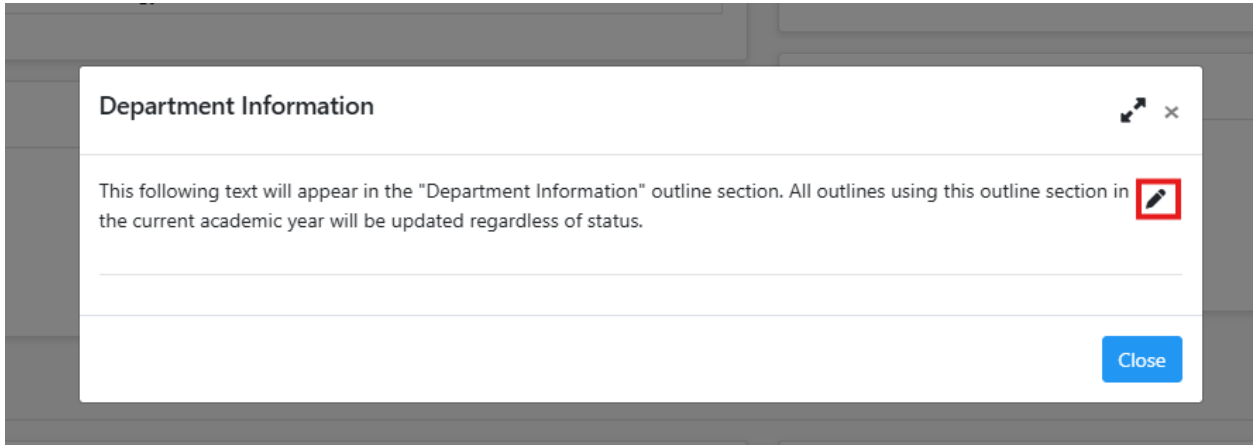 Department Information
This following text will appear in the "Department Information" outline section. All outlines using this outline section in
the current academic year will be updated regardless of status.
Close